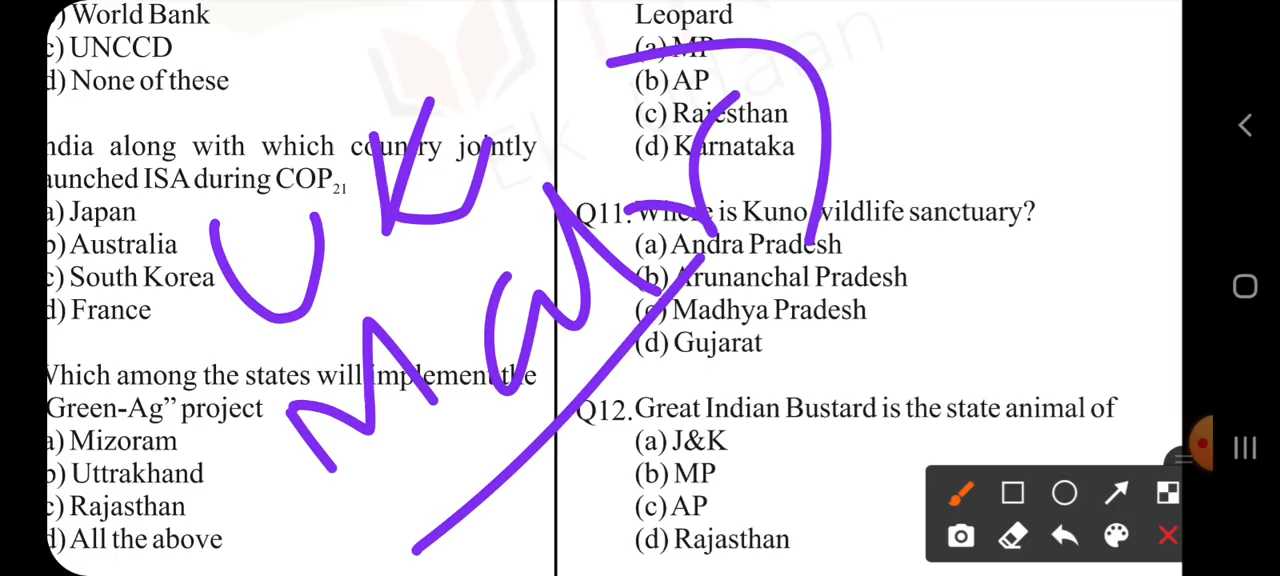 b) World Bank
c) UNCCD
d) None of these
ndia along with which country jointly
aunched ISA during COP21
a) Japan
b) Australia
c) South Korea
d) France
Which among the states will implement the
Green-Ag" project
a) Mizoram
b) Uttrakhand
c) Rajasthan
d) All the above
Leopard
(a) MP
(b) AP
(c) Rajesthan
(d) Karnataka
Q11. Where is Kuno wildlife sanctuary?
(a) Andra Pradesh
(b) Arunanchal Pradesh
(c) Madhya Pradesh
(d) Gujarat
Q12. Great Indian Bustard is the state animal of
(a) J&K
(b) MP
(c) AP
(d) Rajasthan
UK